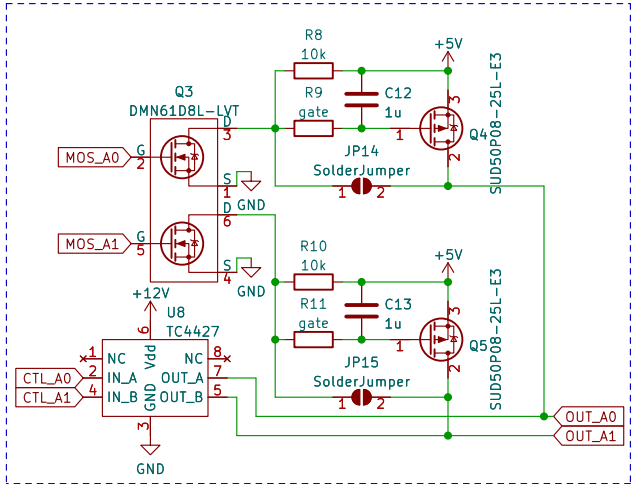 R8
10k
+5V
SUD50P08-25L-E3
Q3
DMN61D8L-LVT
R9
gate
C12
1u
3
D
3
1
Q4
MOS_A0
G
2
JP14
SolderJumper
2
S
1
1
2
GND
D
6
MOS_A1
G
5
R10
10k
+5V
SUD50P08-25L-E3
S
4
GND
+12V
R11
gate
C13
1u
3
U8
TC4427
6
1
Q5
1
NC
Vdd
NC
8
JP15
SolderJumper
2
CTL_A0
2
IN_A
OUT_A
7
CTL_A1
4
IN_B
GND
OUT_B
5
1
2
OUT_A0
3
OUT_A1
GND